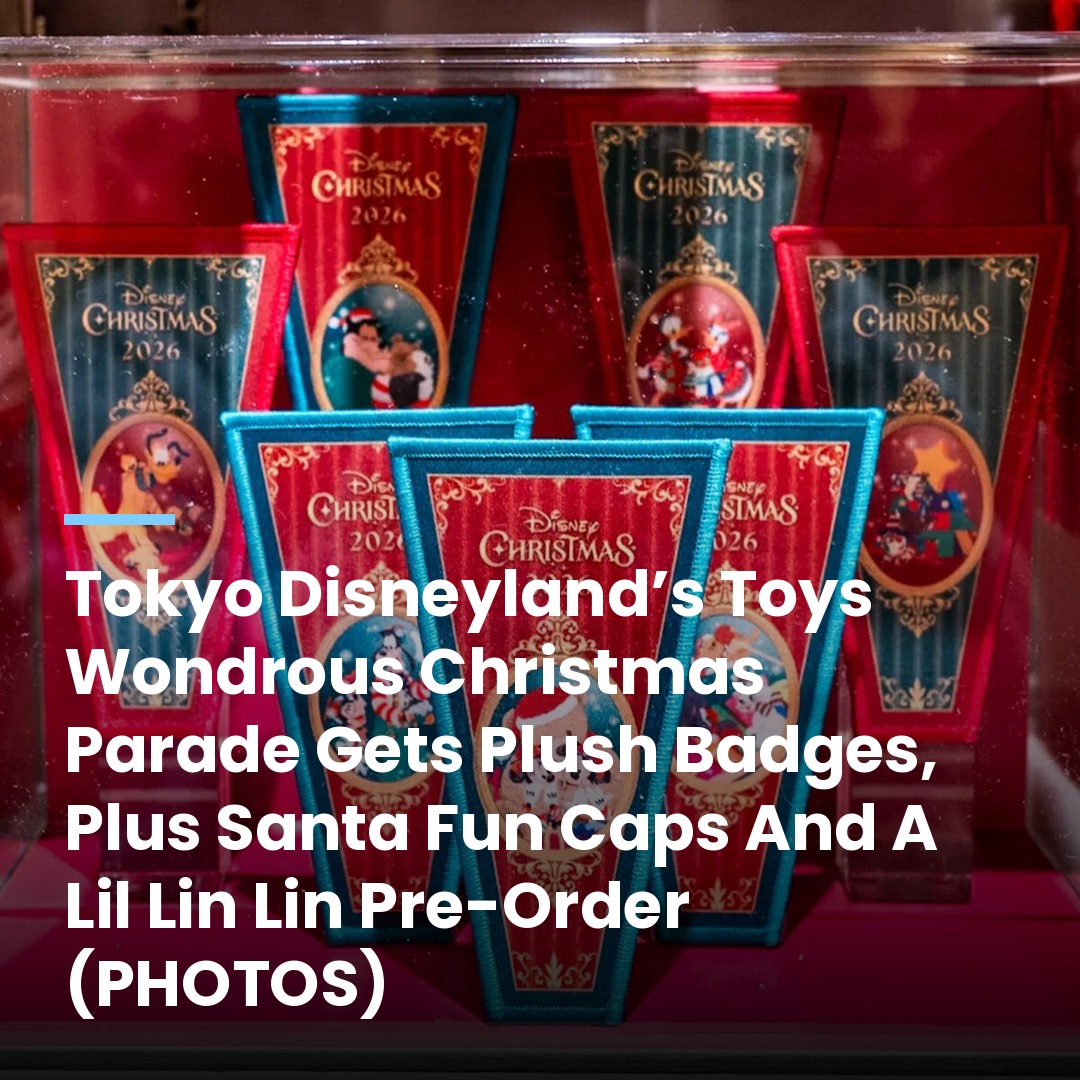 Disney
CHRISTMAS
2026
Disney
CHRISTMAS
2026
Disney
CHRISTMAS
2026
Disney
CHRISTMAS
2026
Disney
CHRISTMAS
Tokyo Disneyland’s Toys
Wondrous Christmas
Parade Gets Plush Badges,
Plus Santa Fun Caps And A
Lil Lin Lin Pre-Order
(PHOTOS)